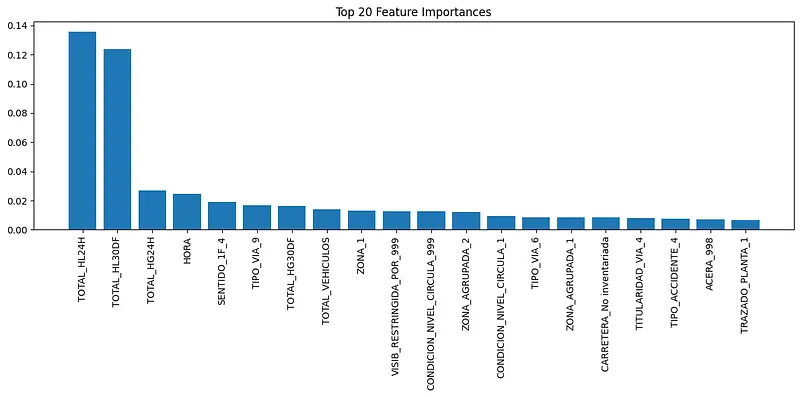 Top 20 Feature Importances
0.14
0.12
0.10
0.08
0.06
0.04
0.02
0.00
TOTAL_HL24H
TOTAL_HL30DF
TOTAL_HG24H
HORA
SENTIDO_1F_4
TIPO_VIA_9
TOTAL_HG30DF
TOTAL_VEHICULOS
ZONA_1
VISIB_RESTRINGIDA_POR_999
CONDICION_NIVEL_CIRCULA_999
ZONA_AGRUPADA_2
CONDICION_NIVEL_CIRCULA_1
TIPO_VIA_6
ZONA_AGRUPADA_1
CARRETERA_No inventariada
TITULARIDAD_VIA_4
TIPO_ACCIDENTE_4
ACERA_998
TRAZADO_PLANTA_1